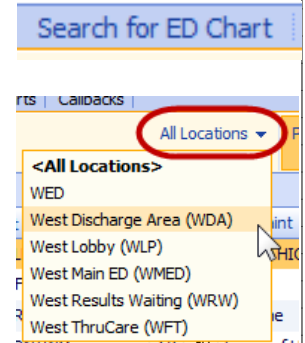 Search for ED Chart
rts | Callbacks |
All Locations
<All Locations>
WED
West Discharge Area (WDA)
West Lobby (WLP)
West Main ED (WMED)
West Results Waiting (WRW)
West ThruCare (WFT)